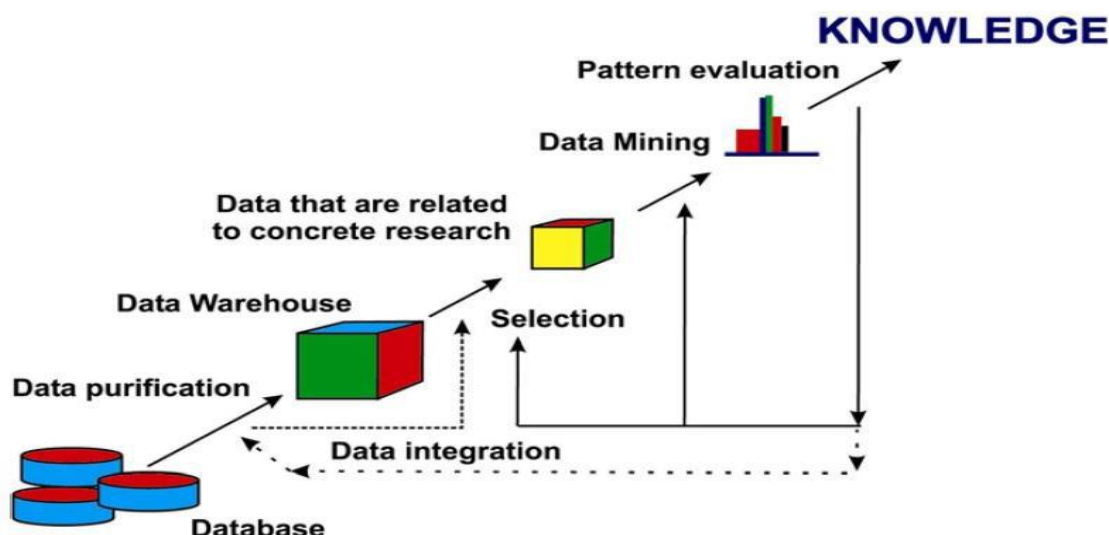 KNOWLEDGE
Pattern evaluation
Data Mining
Data that are related
to concrete research
Data Warehouse
Selection
Data purification
Data integration
Database